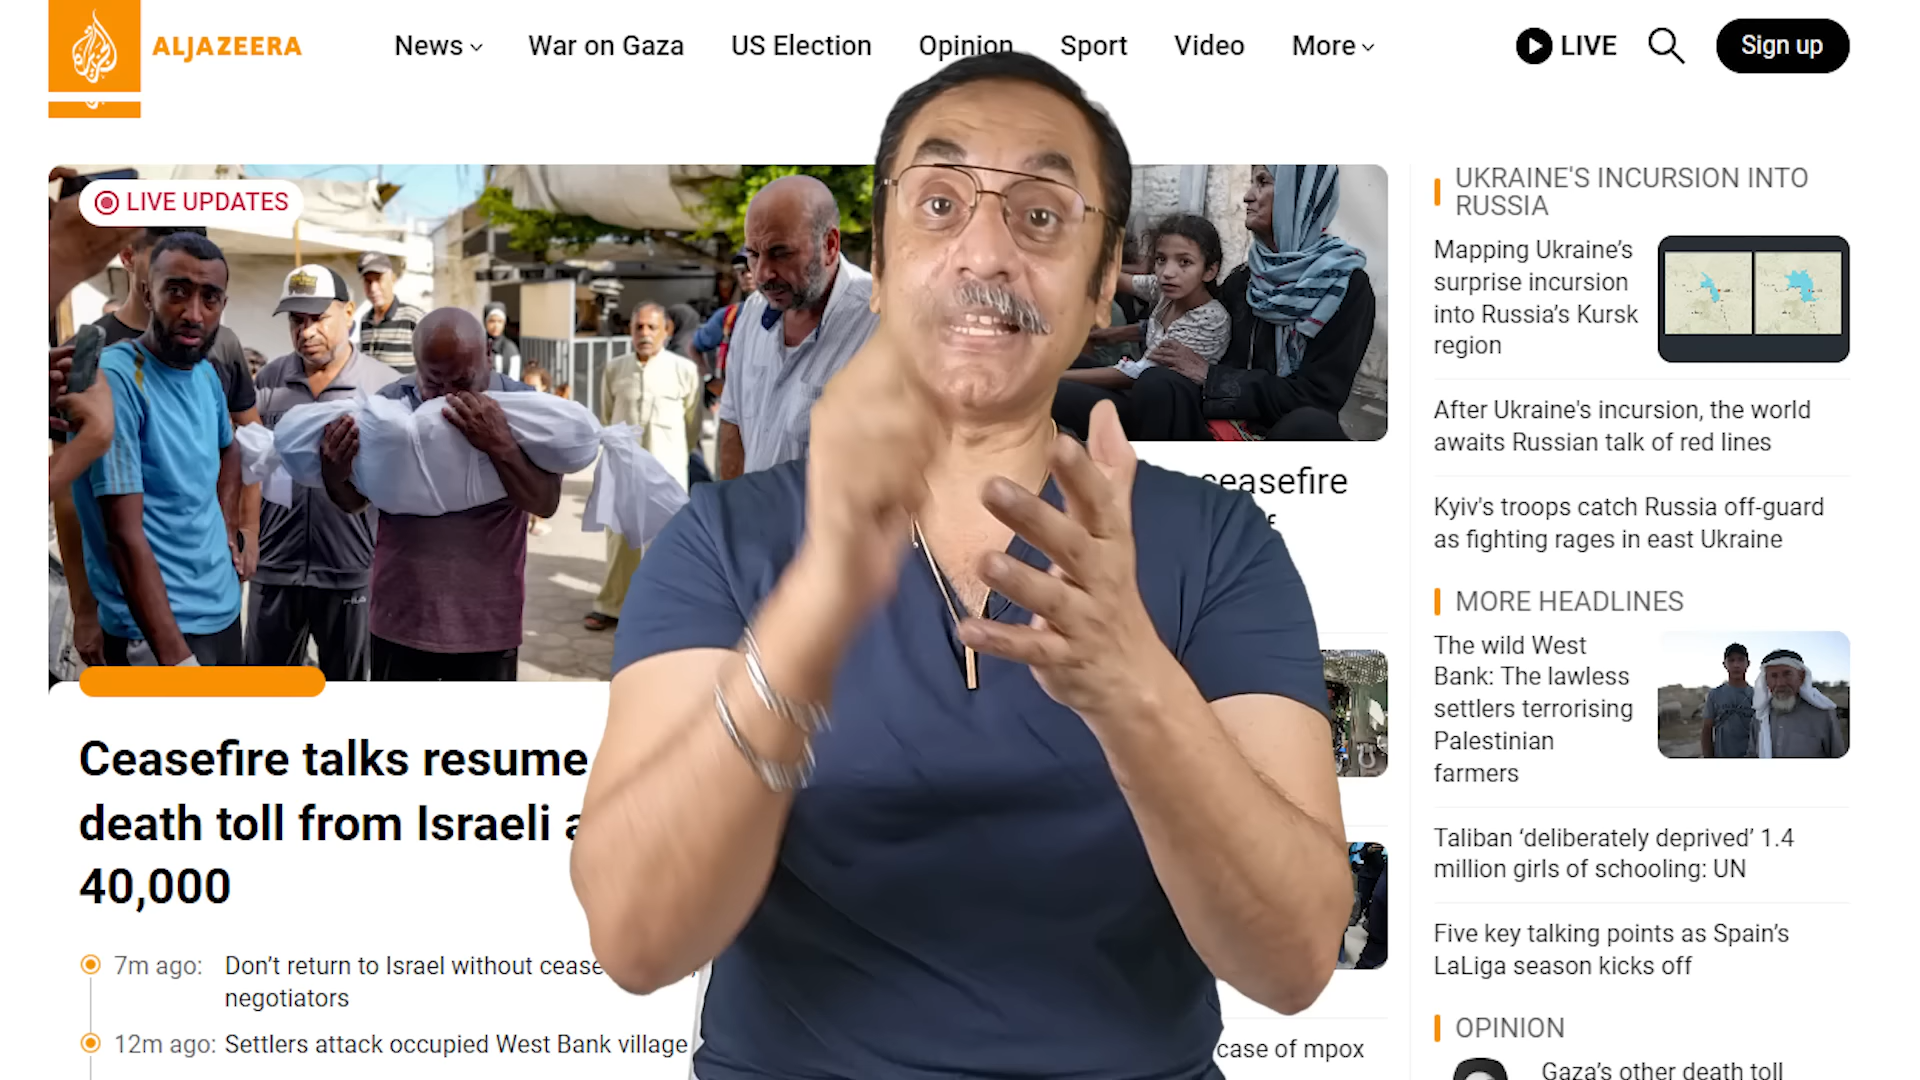 ALJAZEERA
News
War on Gaza
US Election
Opinion
Sport
Video
More
LIVE
Sign up
LIVE UPDATES
Ceasefire talks resume
death toll from Israeli
40,000
7m ago:
Don’t return to Israel without
negotiators
12m ago:
Settlers attack occupied West Bank village
ceasefire
case of mpox
UKRAINE'S INCURSION INTO
RUSSIA
Mapping Ukraine’s
surprise incursion
into Russia’s Kursk
region
After Ukraine's incursion, the world
awaits Russian talk of red lines
Kyiv's troops catch Russia off-guard
as fighting rages in east Ukraine
MORE HEADLINES
The wild West
Bank: The lawless
settlers terrorising
Palestinian
farmers
Taliban ‘deliberately deprived’ 1.4
million girls of schooling: UN
Five key talking points as Spain’s
LaLiga season kicks off
OPINION
Gaza’s other death toll